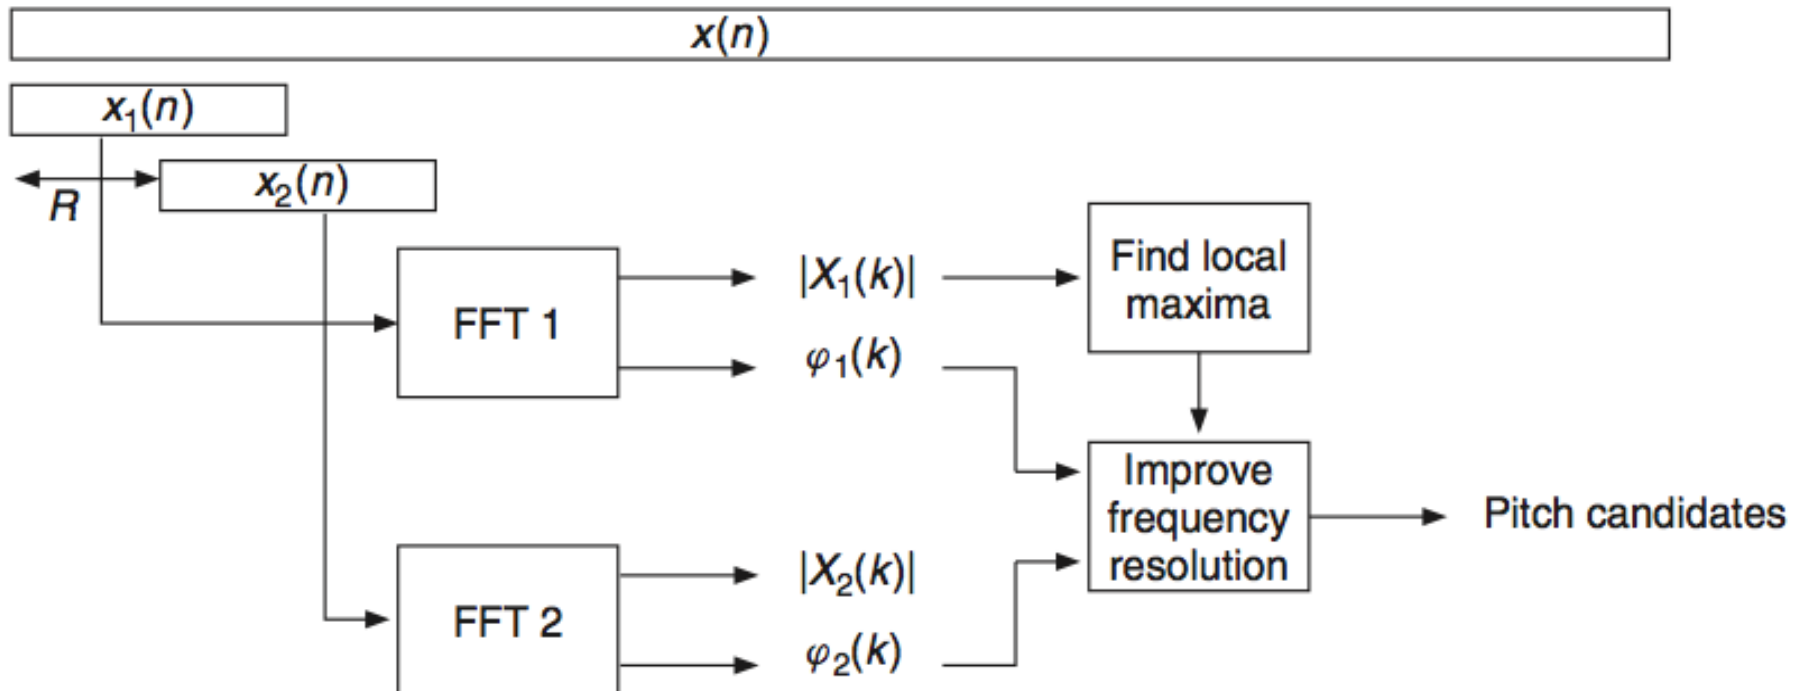 x(n)
x₁(n)
x₂(n)
R
FFT 1
|X₁(k)|
φ₁(k)
Find local
maxima
Improve
frequency
resolution
Pitch candidates
FFT 2
|X₂(k)|
φ₂(k)